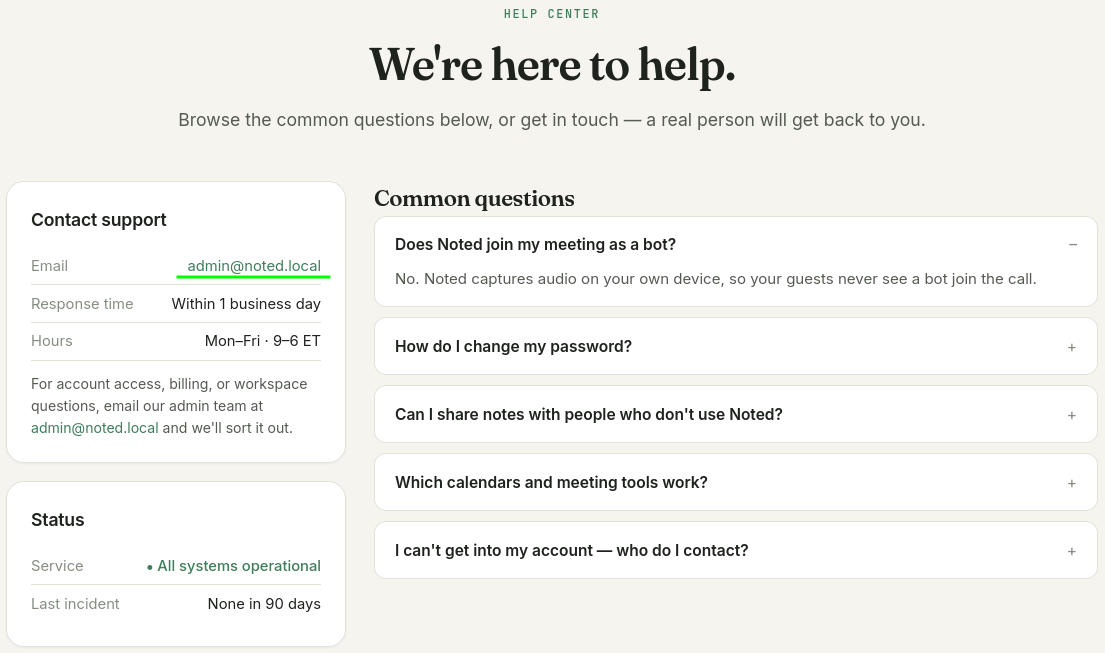 HELP CENTER
We're here to help.
Browse the common questions below, or get in touch — a real person will get back to you.
Contact support
Email admin@noted.local
Response time Within 1 business day
Hours Mon–Fri · 9–6 ET
For account access, billing, or workspace
questions, email our admin team at
admin@noted.local and we'll sort it out.
Status
Service • All systems operational
Last incident None in 90 days
Common questions
Does Noted join my meeting as a bot? –
No. Noted captures audio on your own device, so your guests never see a bot join the call.
How do I change my password? +
Can I share notes with people who don't use Noted? +
Which calendars and meeting tools work? +
I can't get into my account — who do I contact? +